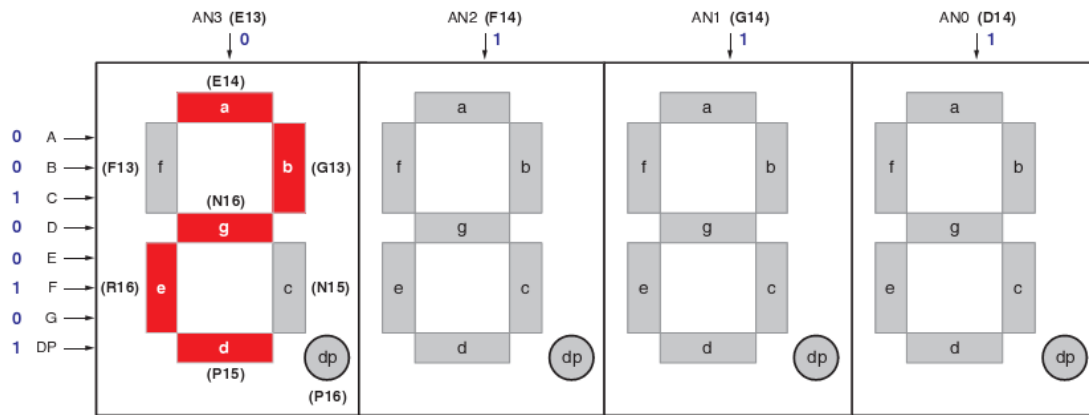 AN3 (E13) AN2 (F14) AN1 (G14) AN0 (D14)
0 1 1 1
(E14)
a a a a
0 A
0 B (F13) f b (G13) f b f b f b
1 C
(N16)
0 D g g g g
0 E
1 F (R16) e c (N15) e c e c e c
0 G
1 DP d dp d dp d dp d dp
(P15)
(P16)